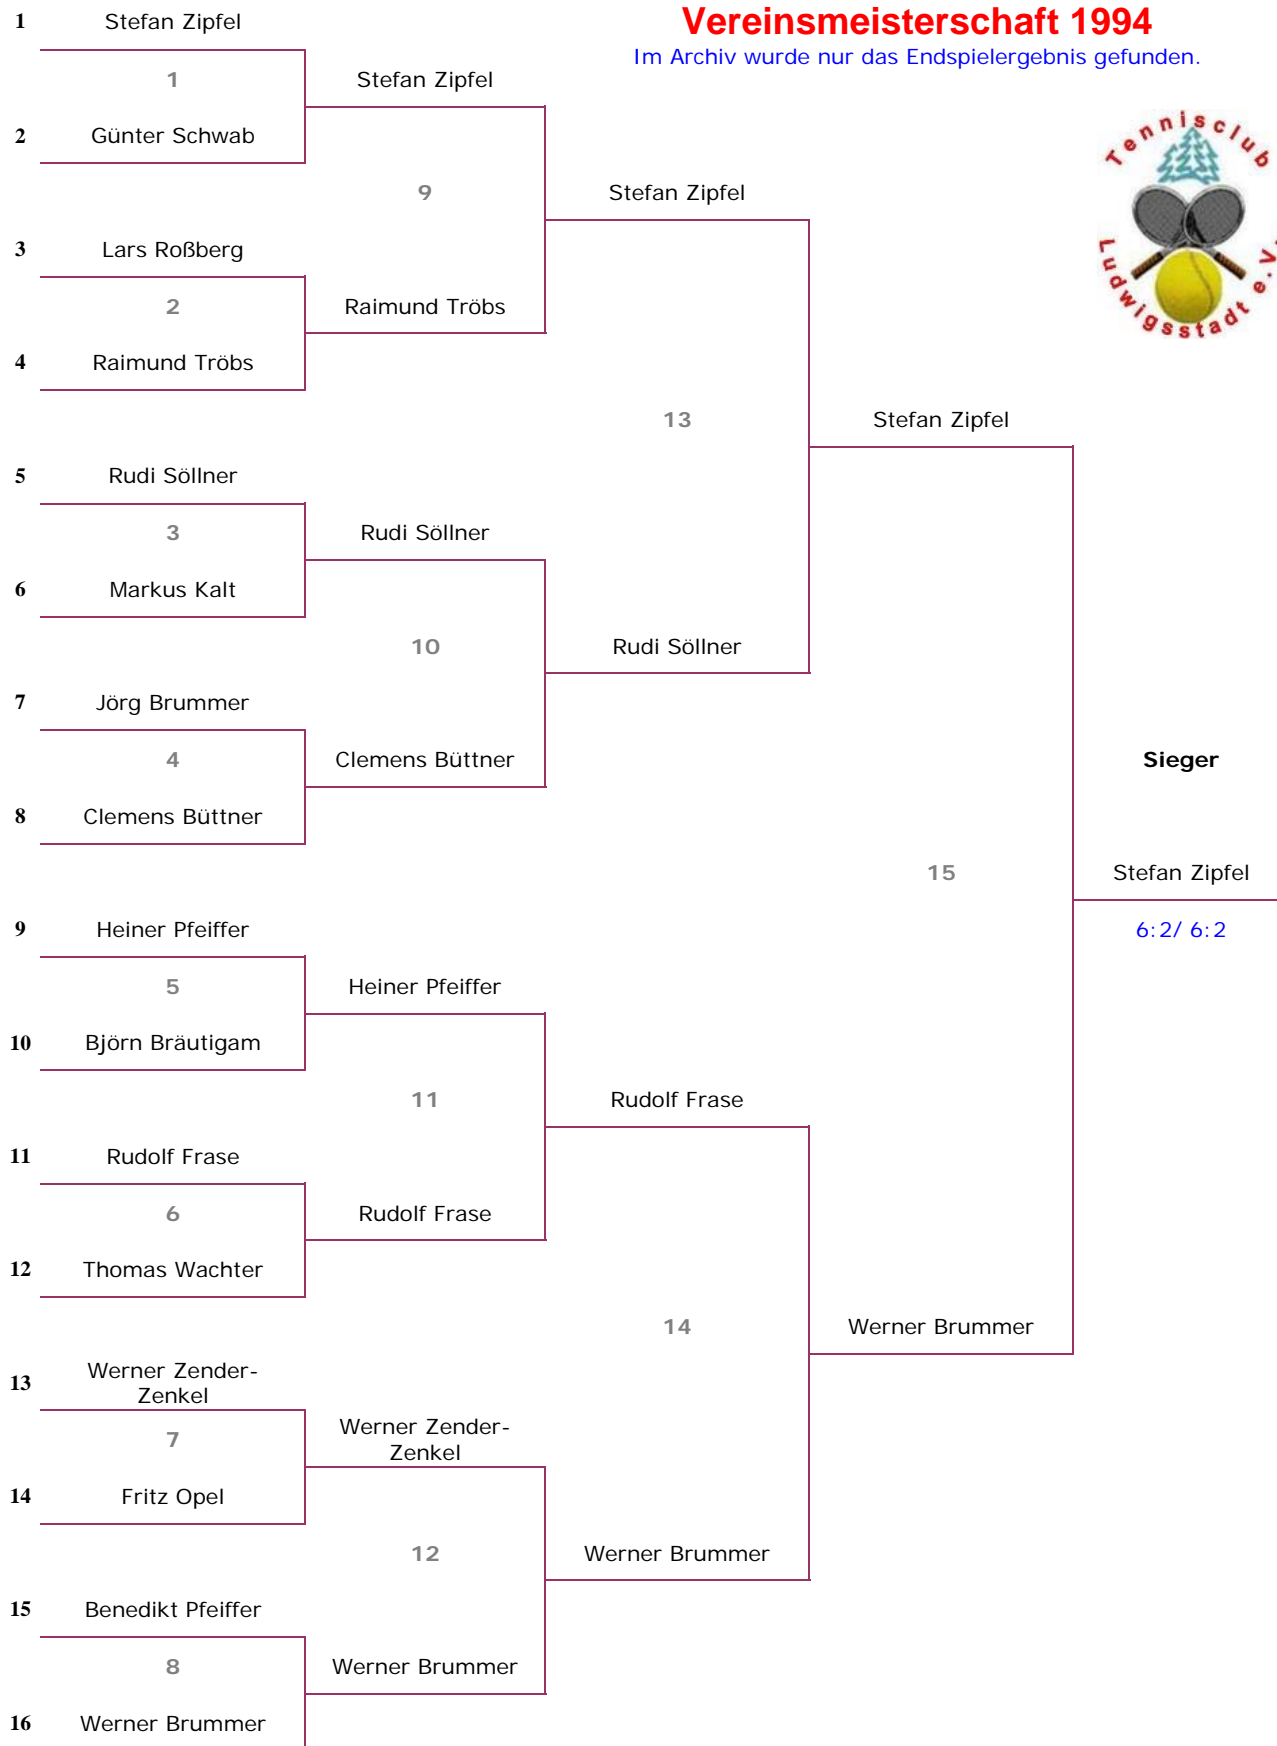 Vereinsmeisterschaft 1994
Im Archiv wurde nur das Endspielergebnis gefunden.
Tennisclub
Ludwigsstadt e.V.
1 Stefan Zipfel
1 Stefan Zipfel
2 Günter Schwab
9 Stefan Zipfel
3 Lars Roßberg
2 Raimund Tröbs
4 Raimund Tröbs
13 Stefan Zipfel
5 Rudi Söllner
3 Rudi Söllner
6 Markus Kalt
10 Rudi Söllner
7 Jörg Brummer
4 Clemens Büttner Sieger
8 Clemens Büttner
15 Stefan Zipfel
9 Heiner Pfeiffer 6:2/ 6:2
5 Heiner Pfeiffer
10 Björn Bräutigam
11 Rudolf Frase
11 Rudolf Frase
6 Rudolf Frase
12 Thomas Wachter
14 Werner Brummer
13 Werner Zender-
Zenkel
7 Werner Zender-
Zenkel
14 Fritz Opel
12 Werner Brummer
15 Benedikt Pfeiffer
8 Werner Brummer
16 Werner Brummer